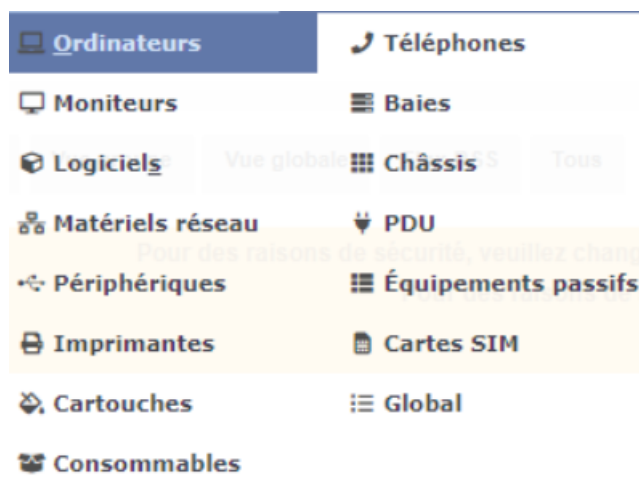 Ordinateurs
Moniteurs
Logiciels
Matériels réseau
Périphériques
Imprimantes
Cartouches
Consommables
Téléphones
Baies
Châssis
PDU
Équipements passifs
Cartes SIM
Global
Vue globale
RSS
Tous
Pour des raisons de sécurité, veuillez chang